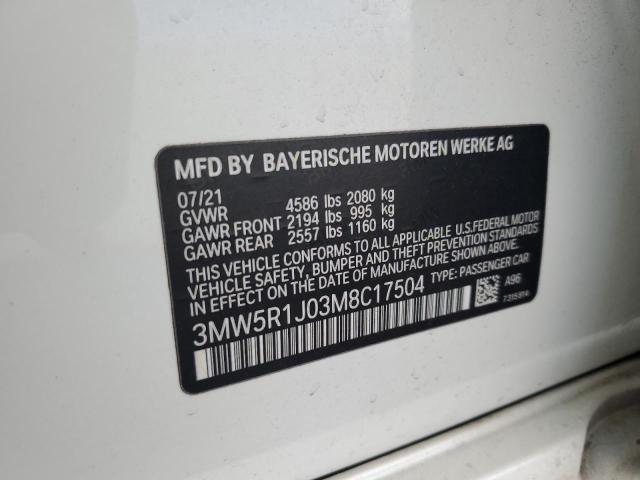 MFD BY BAYERISCHE MOTOREN WERKE AG
07/21
GVWR 4586 lbs 2080 kg
GAWR FRONT 2194 lbs 995 kg
GAWR REAR 2557 lbs 1160 kg
THIS VEHICLE CONFORMS TO ALL APPLICABLE U.S.FEDERAL MOTOR
VEHICLE SAFETY, BUMPER, AND THEFT PREVENTION STANDARDS
IN EFFECT ON THE DATE OF MANUFACTURE SHOWN ABOVE.
3MW5R1J03M8C17504 TYPE: PASSENGER CAR
A96